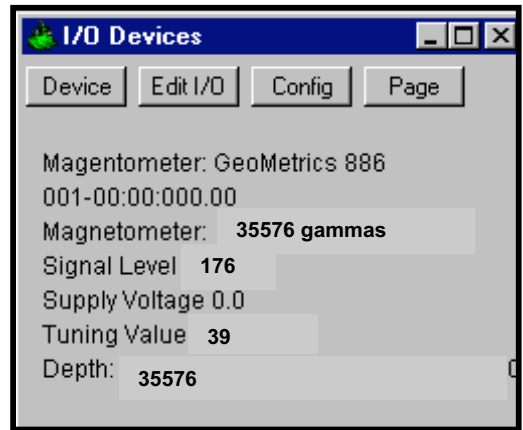 I/O Devices
Device Edit I/O Config Page
Magentometer: GeoMetrics 886
001-00:00:000.00
Magnetometer: 35576 gammas
Signal Level 176
Supply Voltage 0.0
Tuning Value 39
Depth: 35576